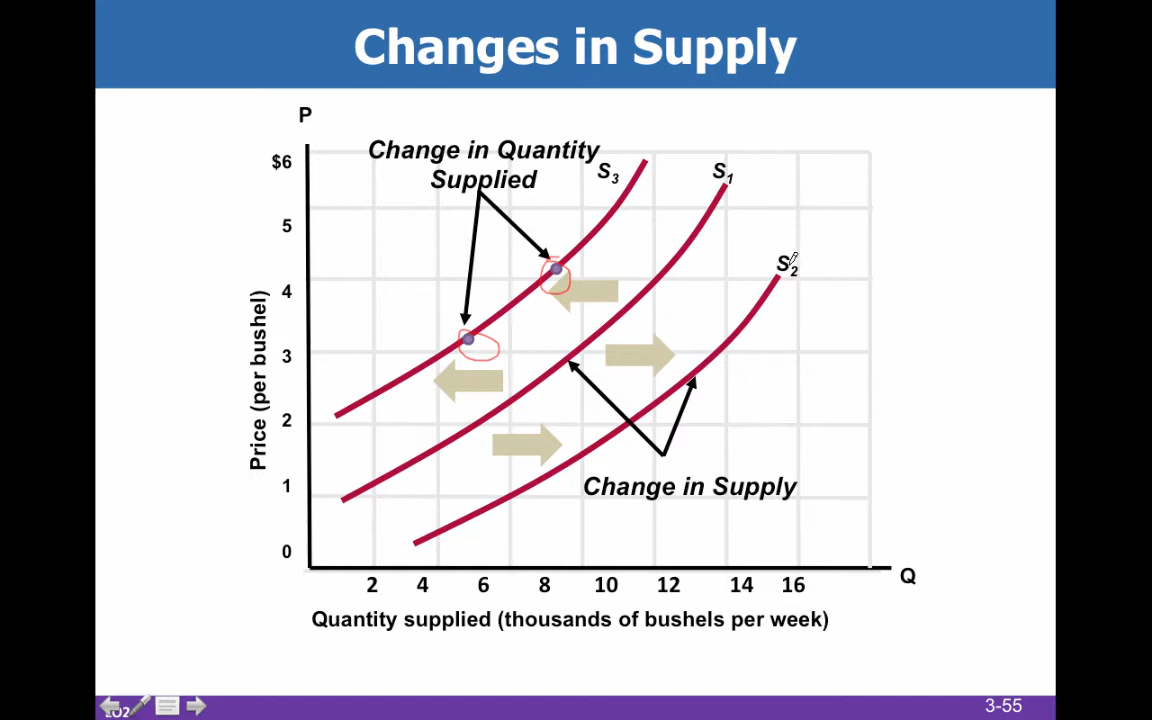 Changes in Supply
P
Change in Quantity
Supplied
$6
5
4
3
2
1
0
S3
S1
S2
Price (per bushel)
Change in Supply
2 4 6 8 10 12 14 16
Q
Quantity supplied (thousands of bushels per week)
LO2
3-55